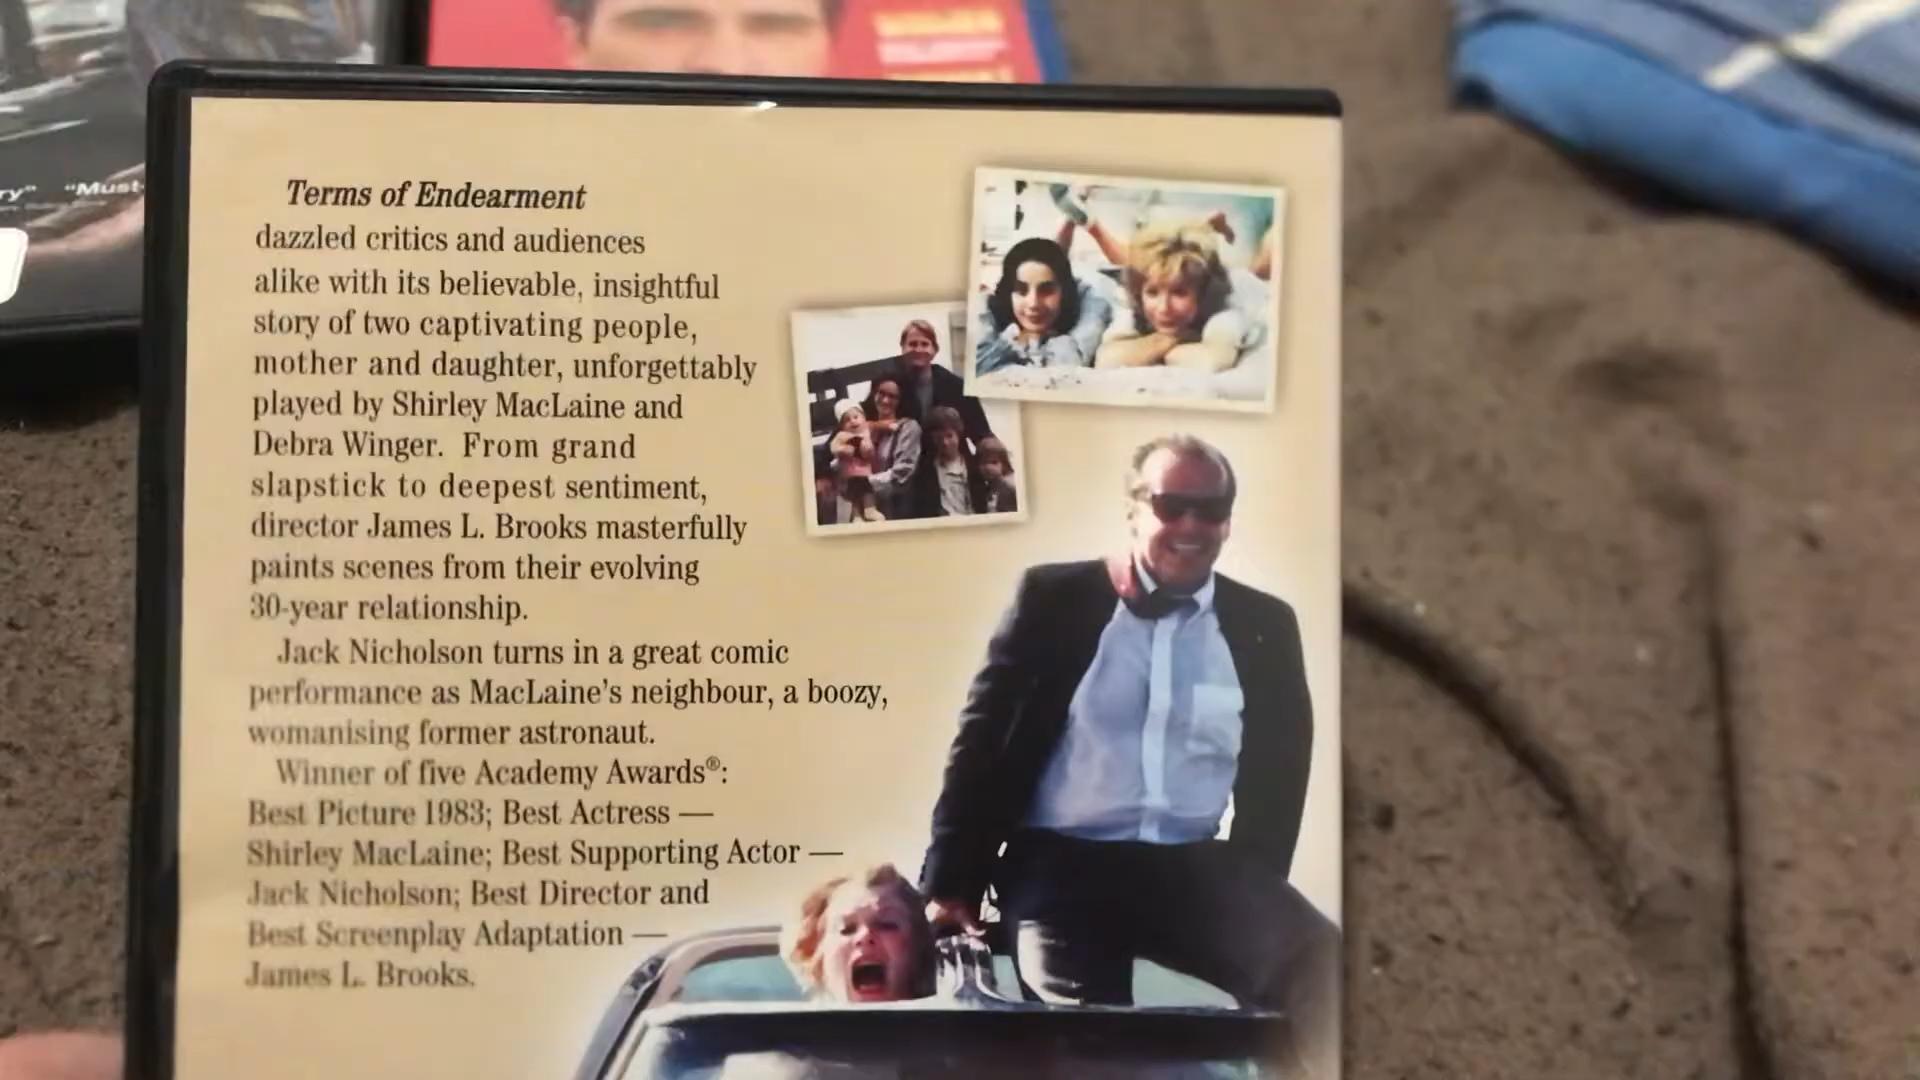 Terms of Endearment
dazzled critics and audiences
alike with its believable, insightful
story of two captivating people,
mother and daughter, unforgettably
played by Shirley MacLaine and
Debra Winger. From grand
slapstick to deepest sentiment,
director James L. Brooks masterfully
paints scenes from their evolving
30-year relationship.
Jack Nicholson turns in a great comic
performance as MacLaine's neighbour, a boozy,
womanising former astronaut.
Winner of five Academy Awards®:
Best Picture 1983; Best Actress —
Shirley MacLaine; Best Supporting Actor —
Jack Nicholson; Best Director and
Best Screenplay Adaptation —
James L. Brooks.
ry" "Must-